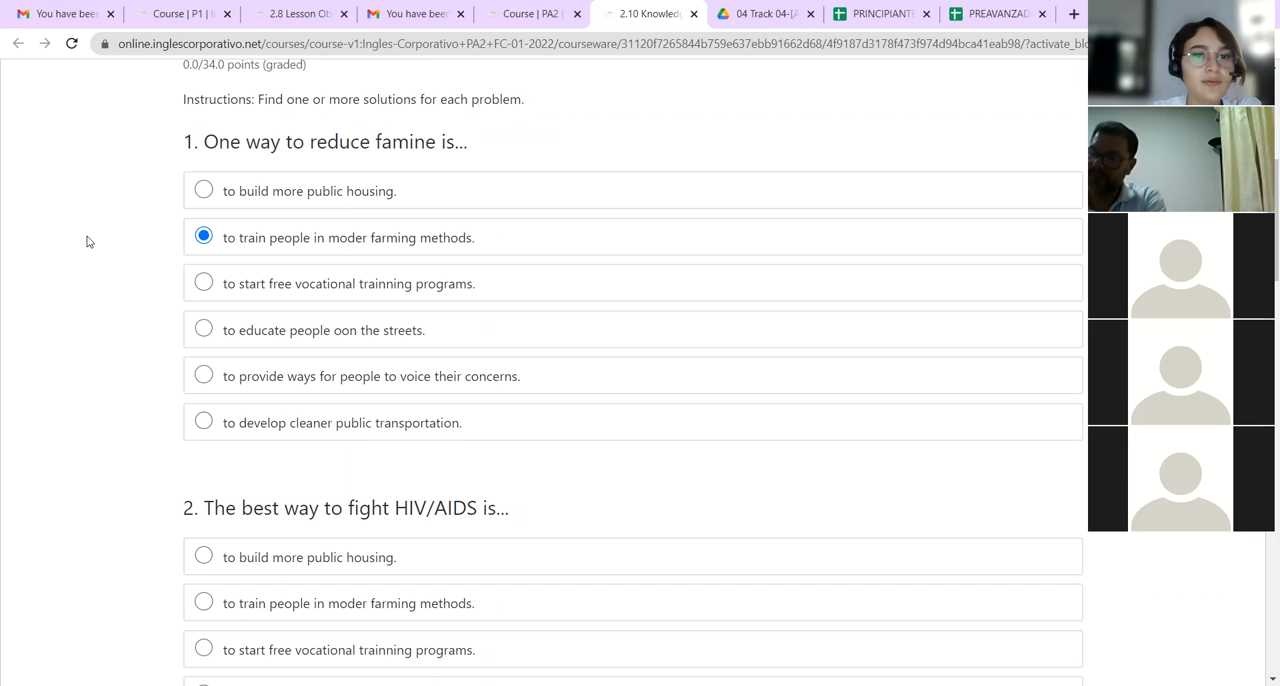 You have bee
Course | P1 | I
2.8 Lesson Ob
You have bee
Course | PA2 |
2.10 Knowled
04 Track 04-[A
PRINCIPIANT
PREAVANZAD
online.inglescorporativo.net/courses/course-v1:Ingles-Corporativo+PA2+FC-01-2022/courseware/31120f7265844b759e637ebb91662d68/4f9187d3178f473f974d94bca41eab98/?activate_blo
0.0/34.0 points (graded)
Instructions: Find one or more solutions for each problem.
1. One way to reduce famine is...
to build more public housing.
to train people in moder farming methods.
to start free vocational trainning programs.
to educate people oon the streets.
to provide ways for people to voice their concerns.
to develop cleaner public transportation.
2. The best way to fight HIV/AIDS is...
to build more public housing.
to train people in moder farming methods.
to start free vocational trainning programs.